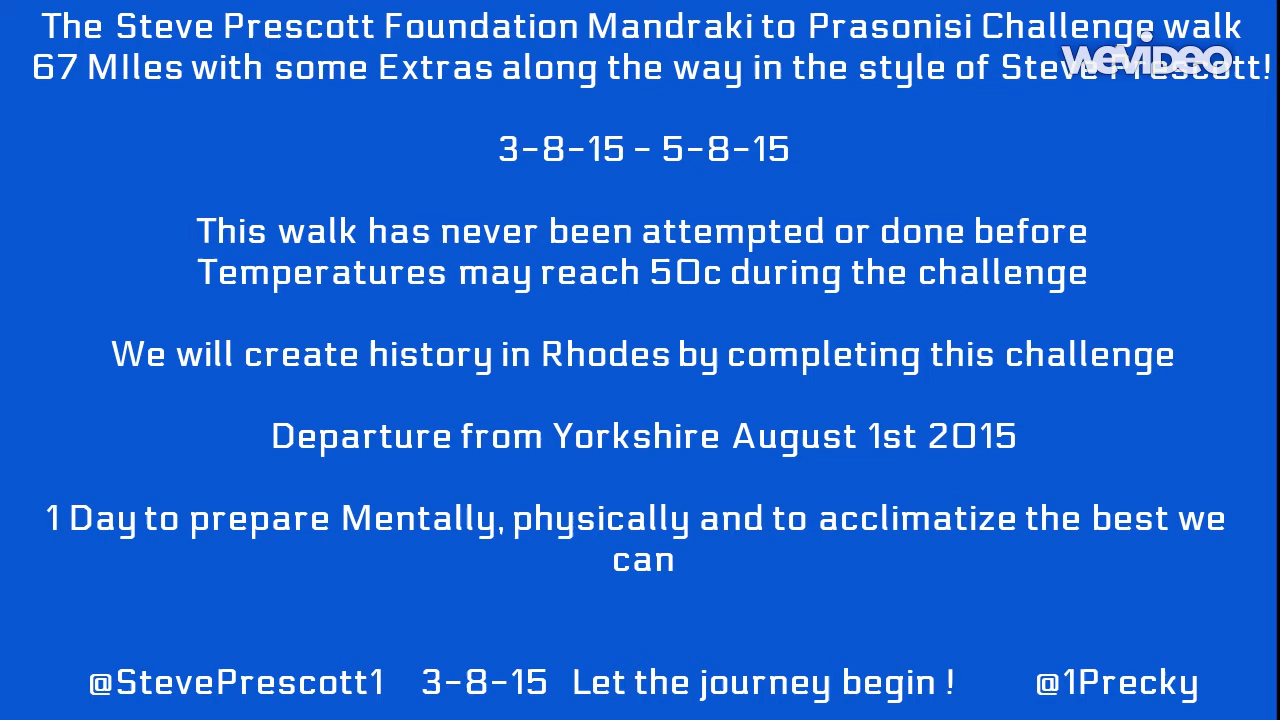 The Steve Prescott Foundation Mandraki to Prasonisi Challenge walk
67 MIles with some Extras along the way in the style of Steve Prescott!
wevideo
3-8-15 - 5-8-15
This walk has never been attempted or done before
Temperatures may reach 50c during the challenge
We will create history in Rhodes by completing this challenge
Departure from Yorkshire August 1st 2015
1 Day to prepare Mentally, physically and to acclimatize the best we
can
@StevePrescott1 3-8-15 Let the journey begin ! @1Precky